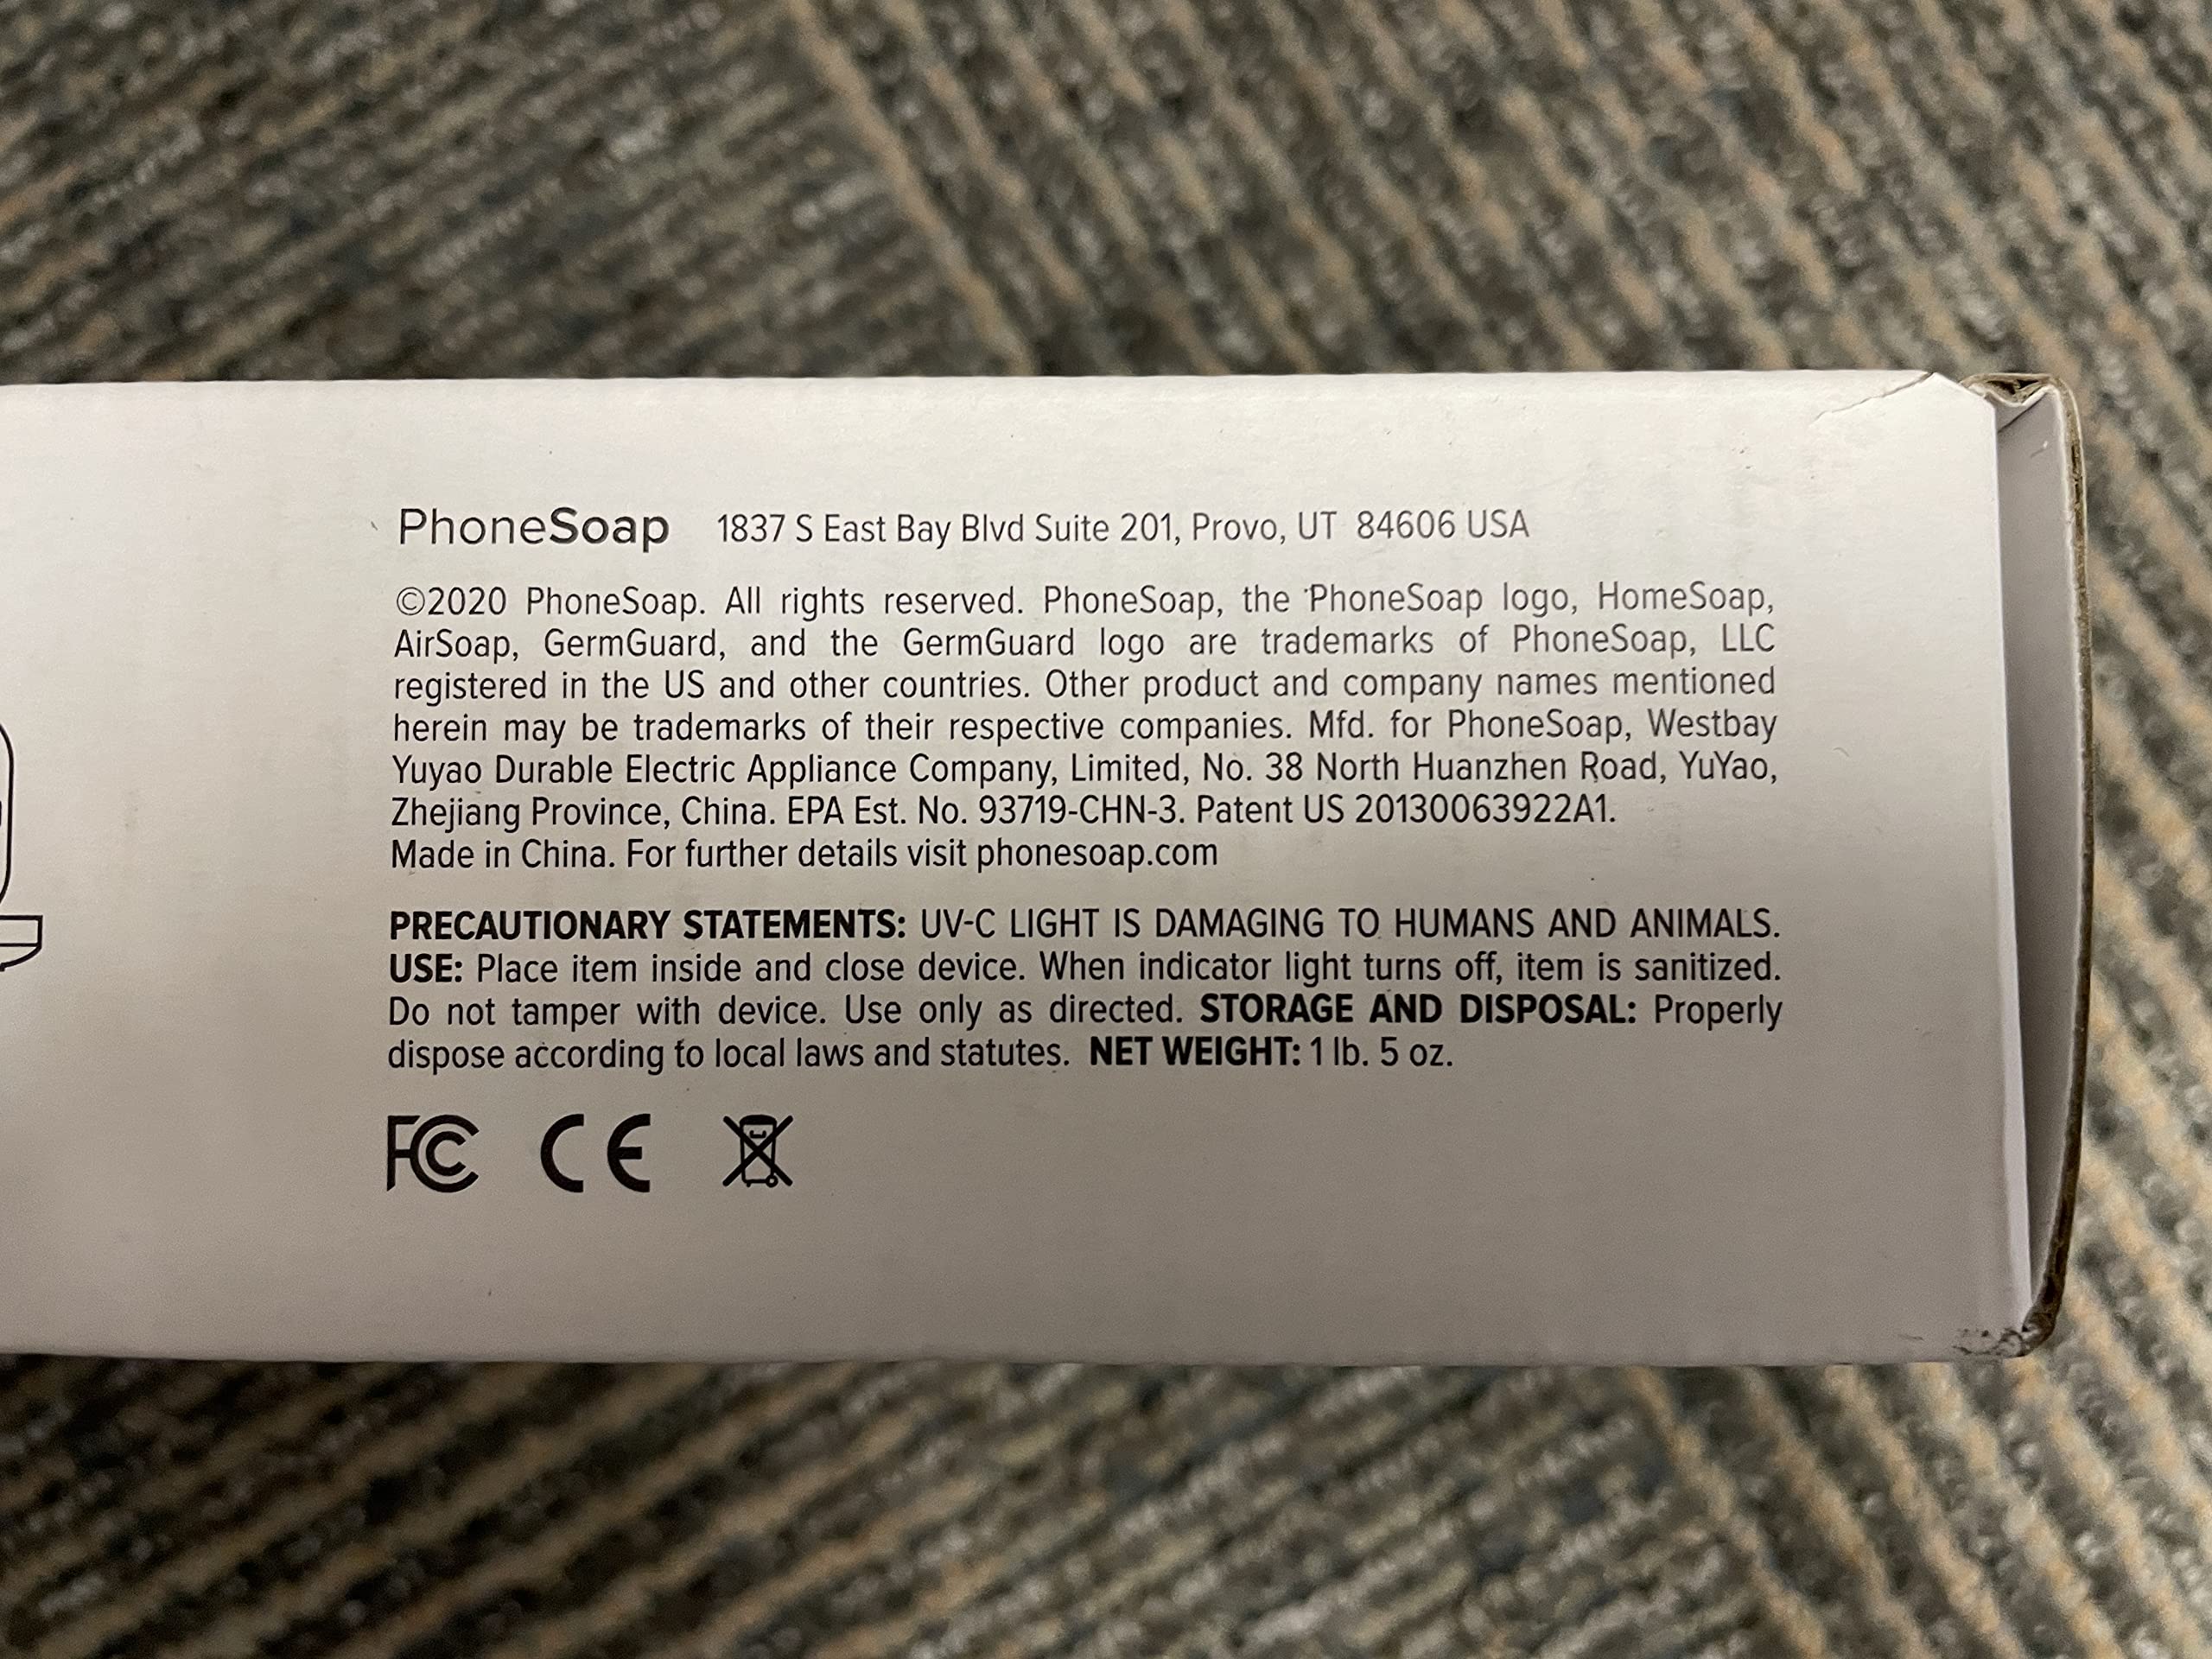 PhoneSoap 1837 S East Bay Blvd Suite 201, Provo, UT 84606 USA
©2020 PhoneSoap. All rights reserved. PhoneSoap, the PhoneSoap logo, HomeSoap,
AirSoap, GermGuard, and the GermGuard logo are trademarks of PhoneSoap, LLC
registered in the US and other countries. Other product and company names mentioned
herein may be trademarks of their respective companies. Mfd. for PhoneSoap, Westbay
Yuyao Durable Electric Appliance Company, Limited, No. 38 North Huanzhen Road, YuYao,
Zhejiang Province, China. EPA Est. No. 93719-CHN-3. Patent US 20130063922A1.
Made in China. For further details visit phonesoap.com
PRECAUTIONARY STATEMENTS: UV-C LIGHT IS DAMAGING TO HUMANS AND ANIMALS.
USE: Place item inside and close device. When indicator light turns off, item is sanitized.
Do not tamper with device. Use only as directed. STORAGE AND DISPOSAL: Properly
dispose according to local laws and statutes. NET WEIGHT: 1 lb. 5 oz.
FC CE